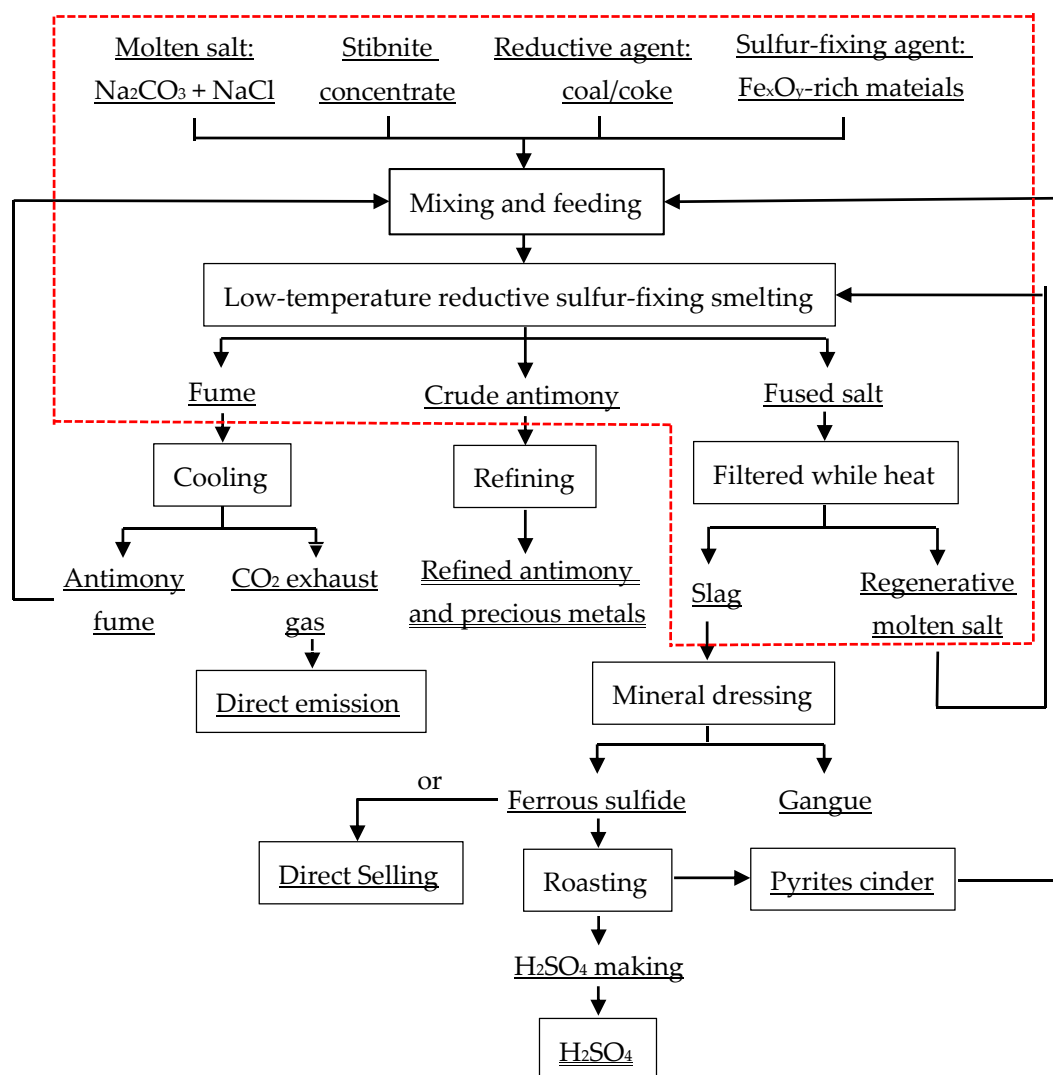 Molten salt:
Na₂CO₃ + NaCl
Stibnite
concentrate
Reductive agent:
coal/coke
Sulfur-fixing agent:
FeₓOᵧ-rich mateials
Mixing and feeding
Low-temperature reductive sulfur-fixing smelting
Fume
Crude antimony
Fused salt
Cooling
Refining
Filtered while heat
Antimony
fume
CO₂ exhaust
gas
Refined antimony
and precious metals
Slag
Regenerative
molten salt
Direct emission
Mineral dressing
or
Ferrous sulfide
Gangue
Direct Selling
Roasting
Pyrites cinder
H₂SO₄ making
H₂SO₄